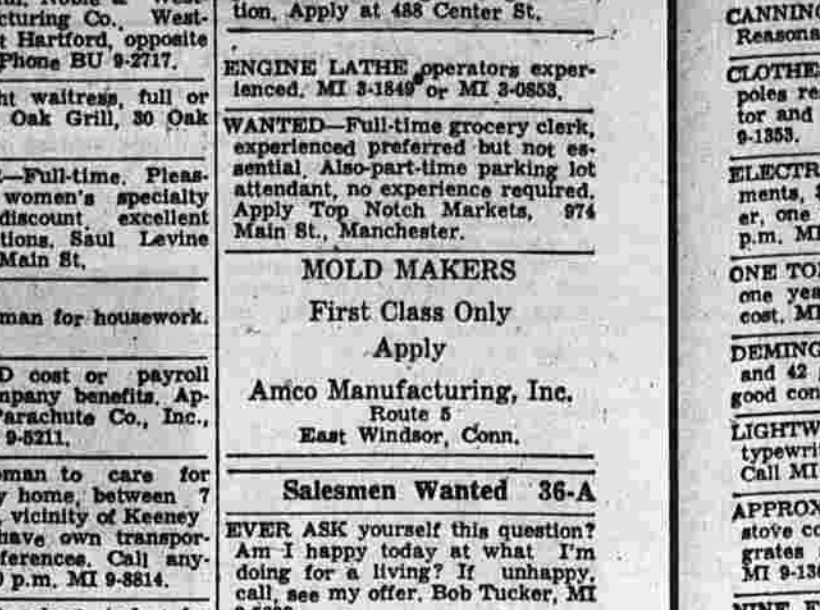 cturing Co., West-
t Hartford, opposite
Phone BU 9-2717.
ht waitress, full or
Oak Grill, 30 Oak
—Full-time. Pleas-
women's specialty
discount, excellent
tions. Saul Levine
Main St.
man for housework.
D cost or payroll
mpany benefits. Ap-
Parachute Co., Inc.,
9-5211.
oman to care for
y home, between 7
vicinity of Keeney
have own transpor-
ferences. Call any-
p.m. MI 9-8814.
tion. Apply at 488 Center St.
ENGINE LATHE operators exper-
ienced. MI 3-1849 or MI 3-0853.
WANTED—Full-time grocery clerk,
experienced preferred but not es-
sential. Also-part-time parking lot
attendant, no experience required.
Apply Top Notch Markets, 974
Main St., Manchester.
MOLD MAKERS
First Class Only
Apply
Amco Manufacturing, Inc.
Route 5
East Windsor, Conn.
Salesmen Wanted 36-A
EVER ASK yourself this question?
Am I happy today at what I'm
doing for a living? If unhappy,
call, see my offer. Bob Tucker, MI
CANNING
Reasona
CLOTHE
poles re
tor and
9-1353.
ELECTR
ments,
er, one
p.m. MI
ONE TO
one yea
cost. MI
DEMING
and 42
good con
LIGHTW
typewrit
Call MI
APPROX
stove co
grates
MI 9-13